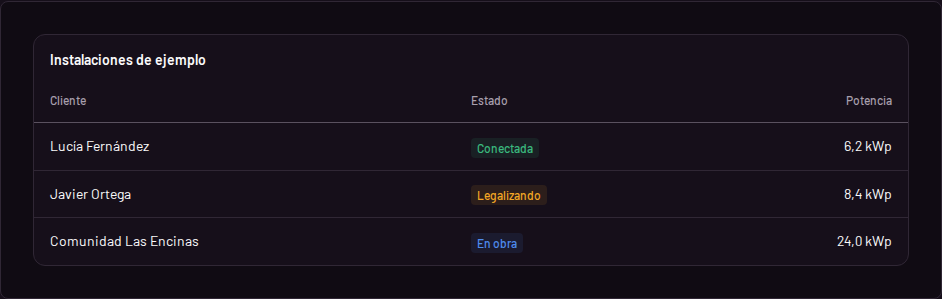 Instalaciones de ejemplo
Cliente Estado Potencia
Lucía Fernández Conectada 6,2 kWp
Javier Ortega Legalizando 8,4 kWp
Comunidad Las Encinas En obra 24,0 kWp